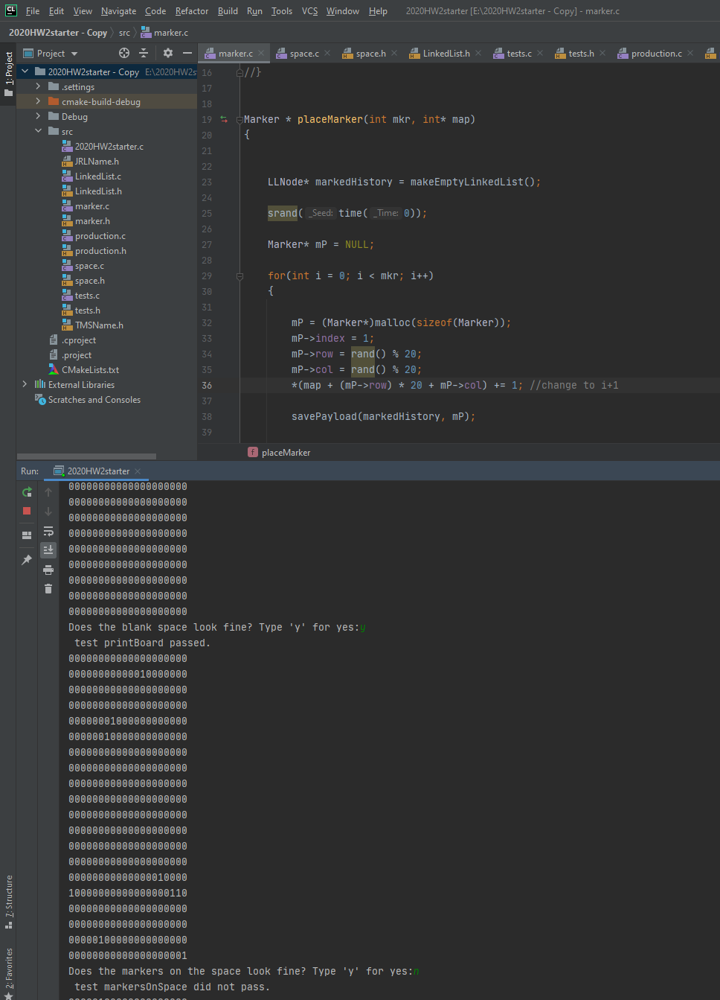 CL File Edit View Navigate Code Refactor Build Run Tools VCS Window Help 2020HW2starter [E:\2020HW2starter - Copy] - marker.c
2020HW2starter - Copy src marker.c
1: Project
Project
marker.c space.c space.h LinkedList.h tests.c tests.h production.c
2020HW2starter - Copy E:\2020HW2s
.settings
cmake-build-debug
Debug
src
2020HW2starter.c
JRLName.h
LinkedList.c
LinkedList.h
marker.c
marker.h
production.c
production.h
space.c
space.h
tests.c
tests.h
TMSName.h
.cproject
.project
CMakeLists.txt
External Libraries
Scratches and Consoles
16 //}
17
18
19 Marker * placeMarker(int mkr, int* map)
20 {
21
22
23 LLNode* markedHistory = makeEmptyLinkedList();
24
25 srand( _Seed: time( _Time: 0));
26
27 Marker* mP = NULL;
28
29 for(int i = 0; i < mkr; i++)
30 {
31
32 mP = (Marker*)malloc(sizeof(Marker));
33 mP->index = 1;
34 mP->row = rand() % 20;
35 mP->col = rand() % 20;
36 *(map + (mP->row) * 20 + mP->col) += 1; //change to i+1
37
38 savePayload(markedHistory, mP);
39
f placeMarker
Run: 2020HW2starter
00000000000000000000
00000000000000000000
00000000000000000000
00000000000000000000
00000000000000000000
00000000000000000000
00000000000000000000
00000000000000000000
00000000000000000000
Does the blank space look fine? Type 'y' for yes:y
test printBoard passed.
00000000000000000000
00000000000010000000
00000000000000000000
00000000000000000000
00000001000000000000
00000010000000000000
00000000000000000000
00000000000000000000
00000000000000000000
00000000000000000000
00000000000000000000
00000000000000000000
00000000000000000000
00000000000000000000
00000000000000010000
10000000000000000110
00000000000000000000
00000000000000000000
00000100000000000000
00000000000000000001
Does the markers on the space look fine? Type 'y' for yes:n
test markersOnSpace did not pass.
7: Structure
2: Favorites